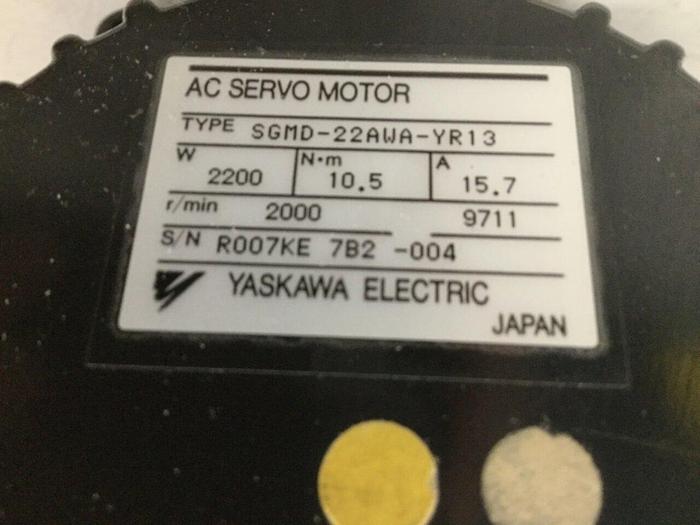 AC SERVO MOTOR
TYPE SGMD-22AWA-YR13
W 2200 N·m 10.5 A 15.7
r/min 2000 9711
S/N R007KE 7B2 -004
YASKAWA ELECTRIC
JAPAN